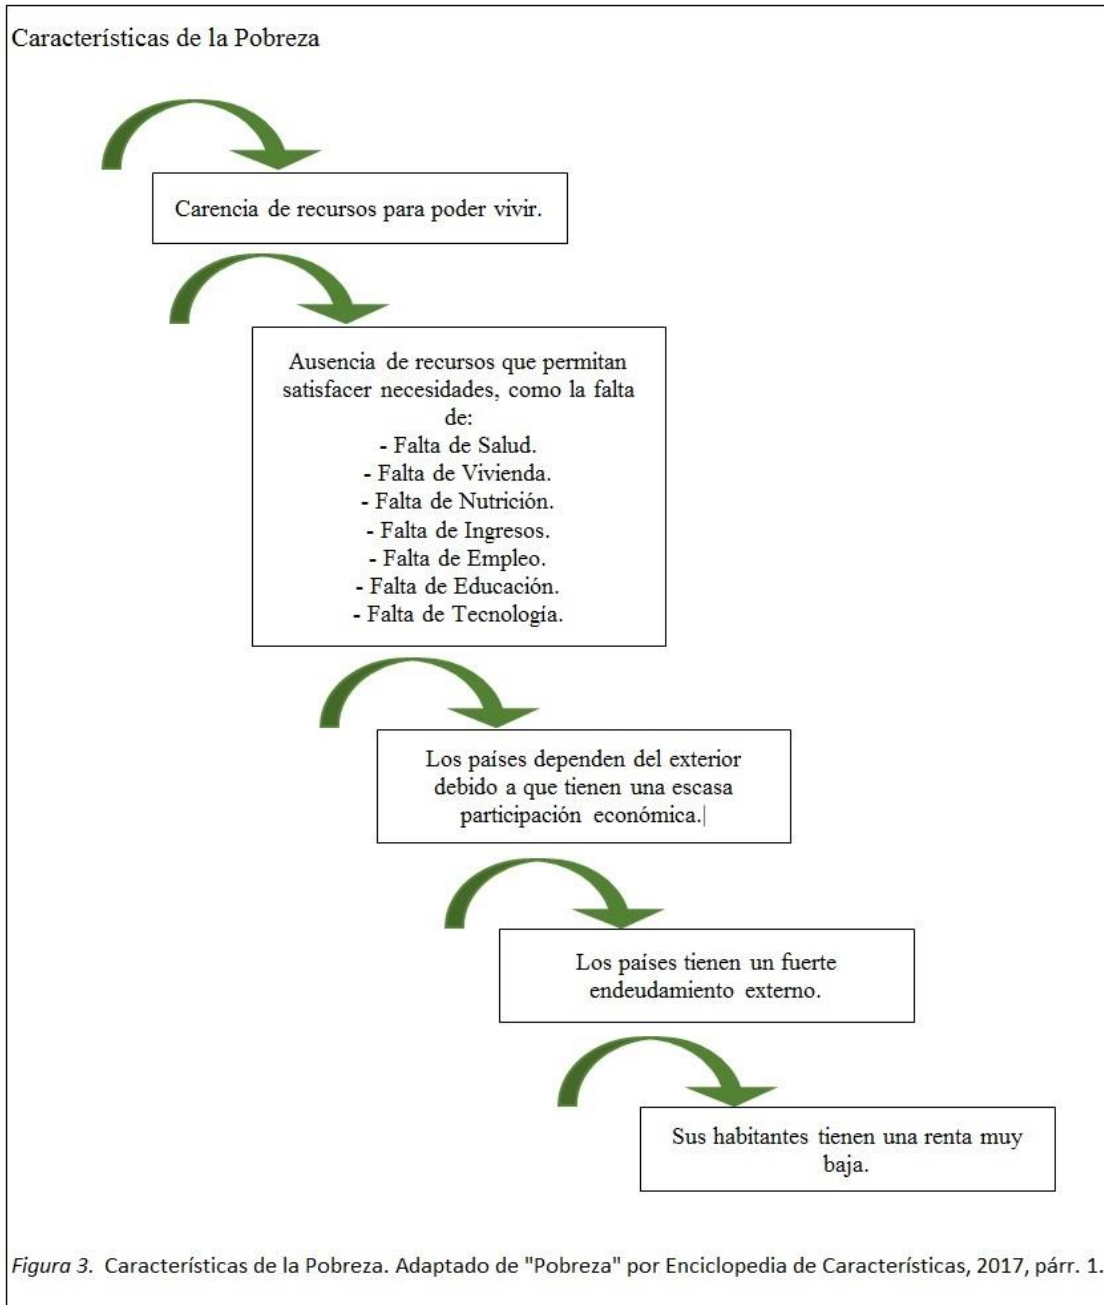 Características de la Pobreza
Carencia de recursos para poder vivir.
Ausencia de recursos que permitan
satisfacer necesidades, como la falta
de:
- Falta de Salud.
- Falta de Vivienda.
- Falta de Nutrición.
- Falta de Ingresos.
- Falta de Empleo.
- Falta de Educación.
- Falta de Tecnología.
Los países dependen del exterior
debido a que tienen una escasa
participación económica.
Los países tienen un fuerte
endeudamiento externo.
Sus habitantes tienen una renta muy
baja.
Figura 3. Características de la Pobreza. Adaptado de "Pobreza" por Enciclopedia de Características, 2017, párr. 1.